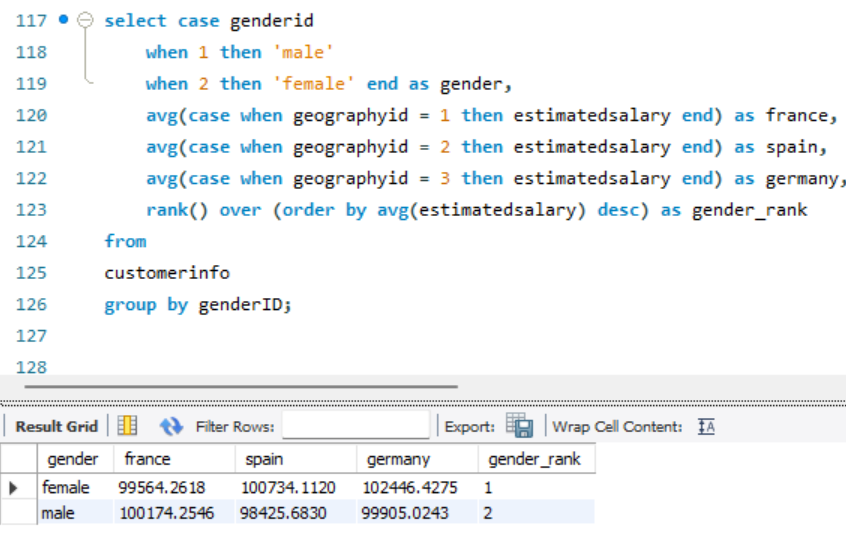 117 select case genderid
118 when 1 then 'male'
119 when 2 then 'female' end as gender,
120 avg(case when geographyid = 1 then estimatedsalary end) as france,
121 avg(case when geographyid = 2 then estimatedsalary end) as spain,
122 avg(case when geographyid = 3 then estimatedsalary end) as germany,
123 rank() over (order by avg(estimatedsalary) desc) as gender_rank
124 from
125 customerinfo
126 group by genderID;
127
128
Result Grid Filter Rows: Export: Wrap Cell Content: IA
gender france spain germany gender_rank
female 99564.2618 100734.1120 102446.4275 1
male 100174.2546 98425.6830 99905.0243 2